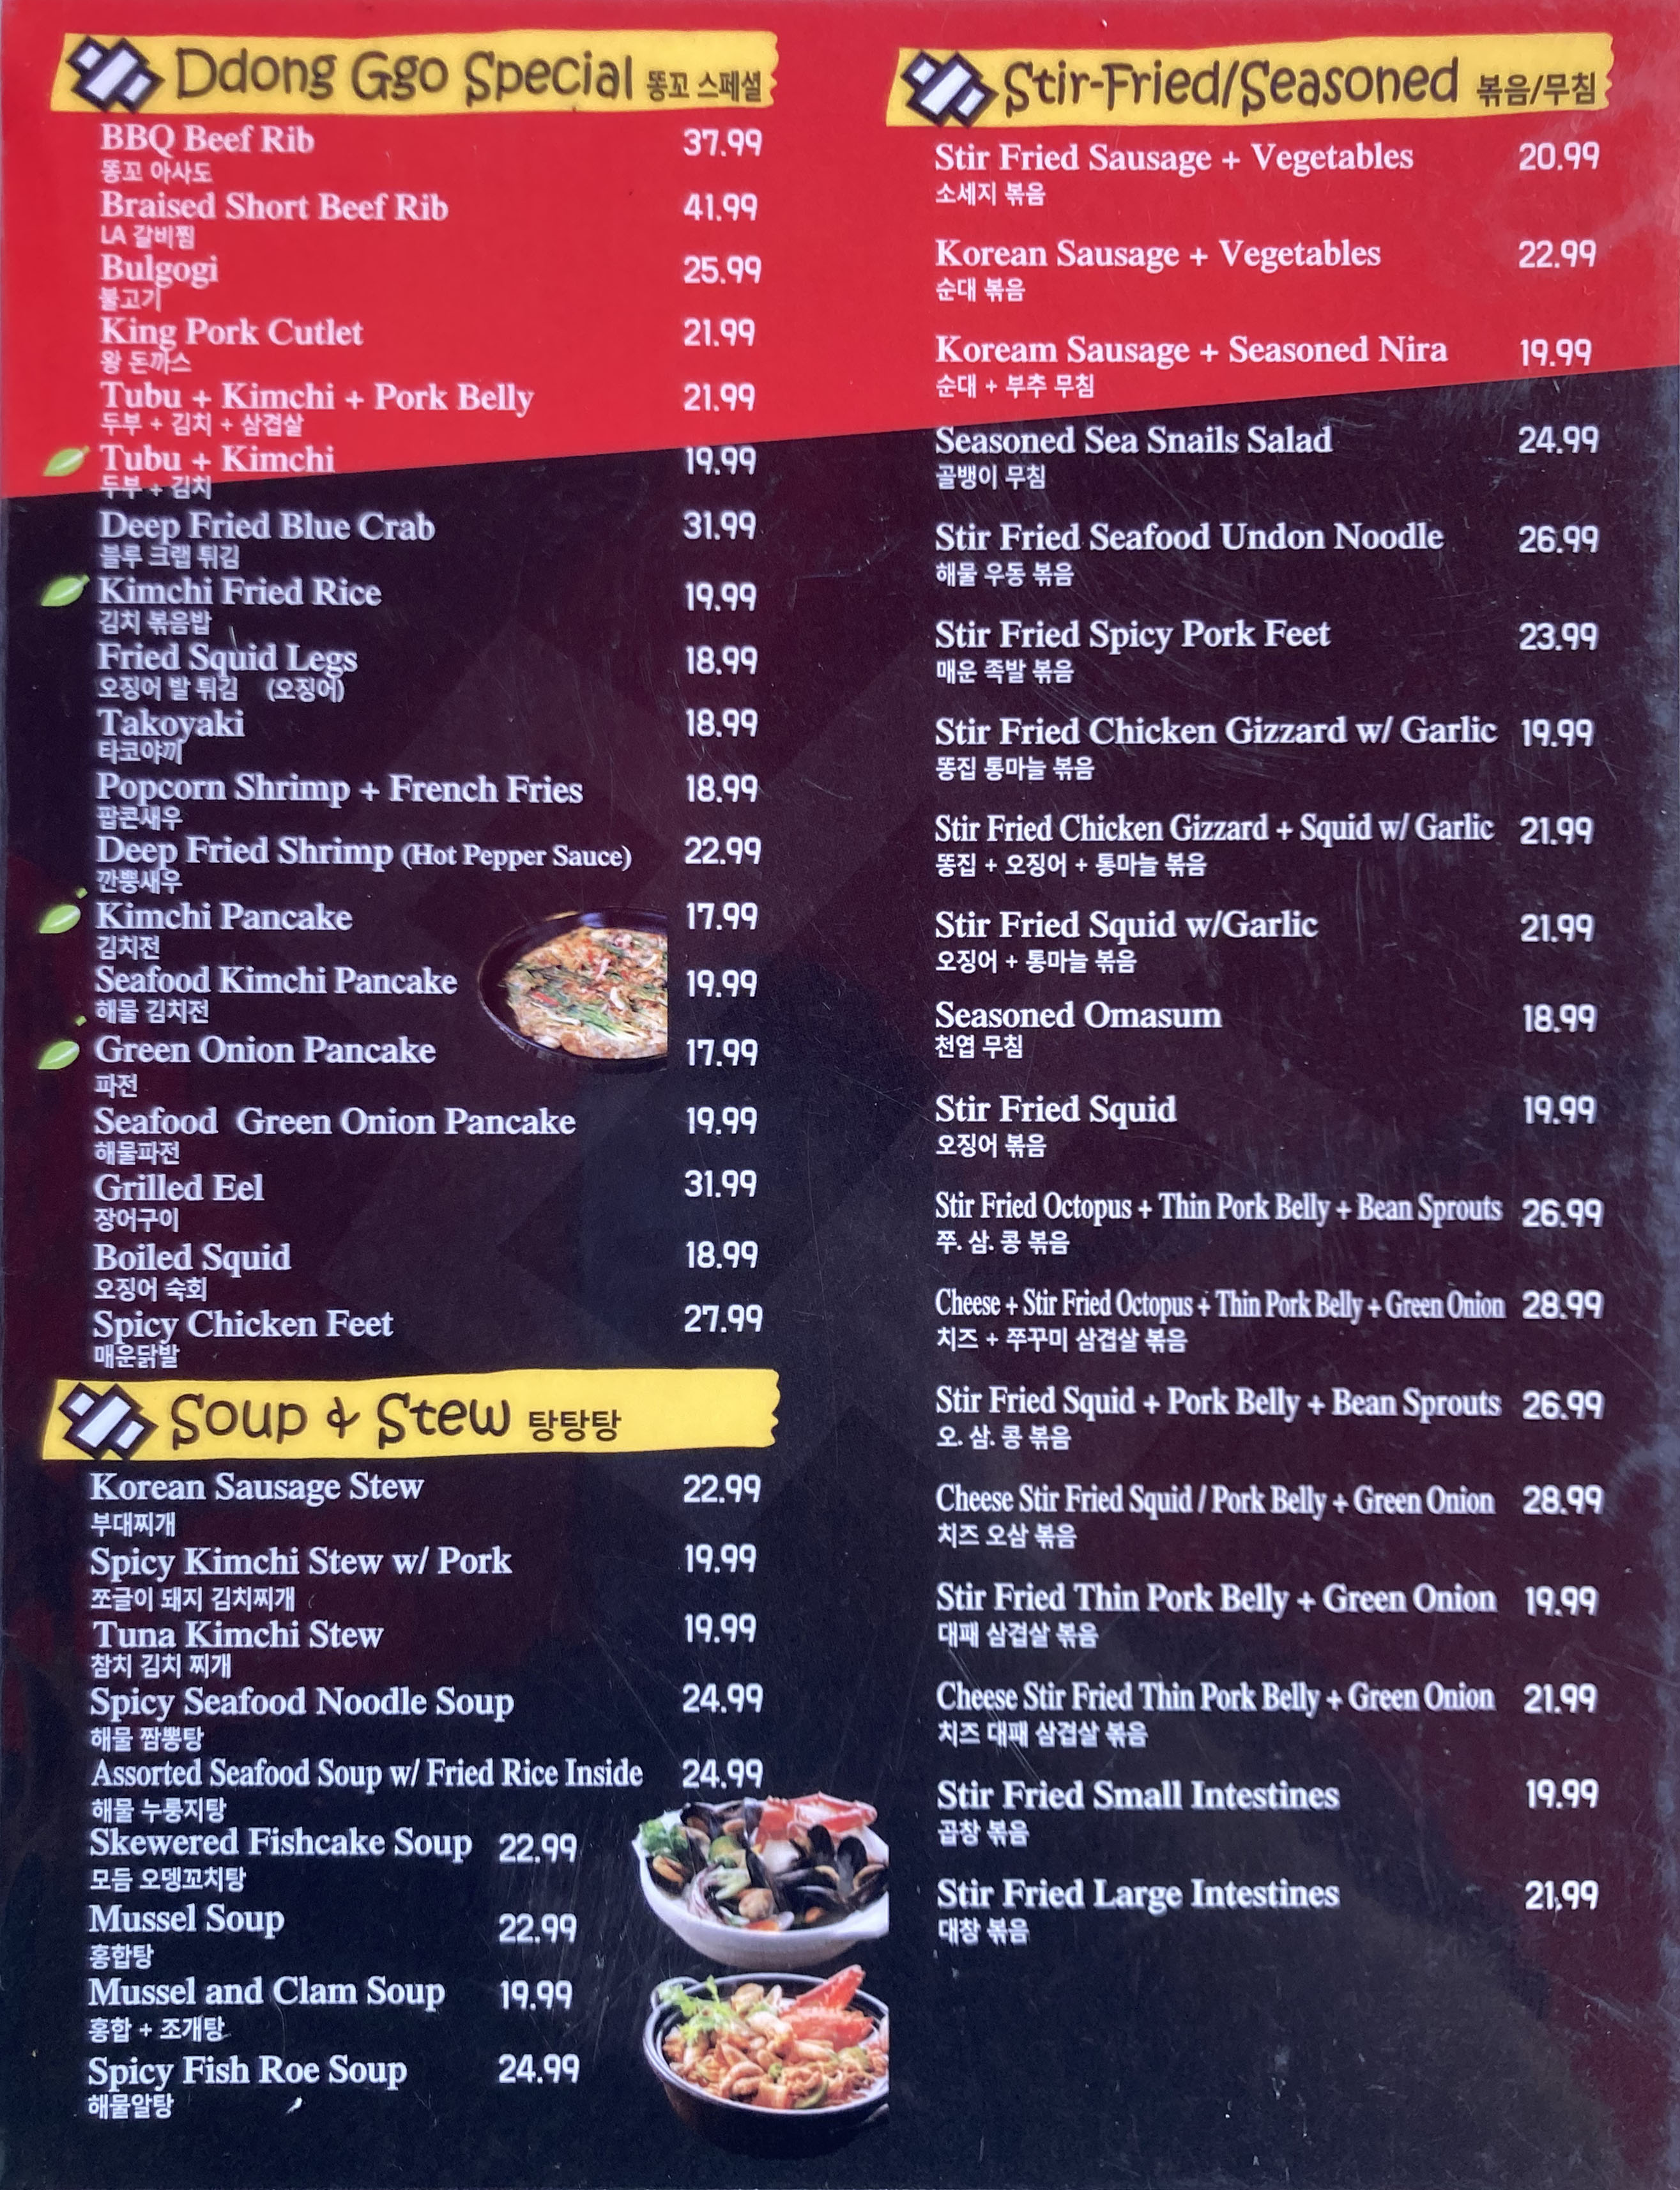 Ddong Ggo Special 똥꼬 스페셜
BBQ Beef Rib 37.99
똥꼬 아사도
Braised Short Beef Rib 41.99
LA 갈비찜
Bulgogi 25.99
불고기
King Pork Cutlet 21.99
왕 돈까스
Tubu + Kimchi + Pork Belly 21.99
두부 + 김치 + 삼겹살
Tubu + Kimchi 19.99
두부 + 김치
Deep Fried Blue Crab 31.99
블루 크랩 튀김
Kimchi Fried Rice 19.99
김치 볶음밥
Fried Squid Legs 18.99
오징어 발 튀김 (오징어)
Takoyaki 18.99
타코야끼
Popcorn Shrimp + French Fries 18.99
팝콘새우
Deep Fried Shrimp (Hot Pepper Sauce) 22.99
깐뿡새우
Kimchi Pancake 17.99
김치전
Seafood Kimchi Pancake 19.99
해물 김치전
Green Onion Pancake 17.99
파전
Seafood Green Onion Pancake 19.99
해물파전
Grilled Eel 31.99
장어구이
Boiled Squid 18.99
오징어 숙회
Spicy Chicken Feet 27.99
매운닭발
Soup & Stew 탕탕탕
Korean Sausage Stew 22.99
부대찌개
Spicy Kimchi Stew w/ Pork 19.99
쪼글이 돼지 김치찌개
Tuna Kimchi Stew 19.99
참치 김치 찌개
Spicy Seafood Noodle Soup 24.99
해물 짬뽕탕
Assorted Seafood Soup w/ Fried Rice Inside 24.99
해물 누룽지탕
Skewered Fishcake Soup 22.99
모듬 오뎅꼬치탕
Mussel Soup 22.99
홍합탕
Mussel and Clam Soup 19.99
홍합 + 조개탕
Spicy Fish Roe Soup 24.99
해물알탕
Stir-Fried/Seasoned 볶음/무침
Stir Fried Sausage + Vegetables 20.99
소세지 볶음
Korean Sausage + Vegetables 22.99
순대 볶음
Koream Sausage + Seasoned Nira 19.99
순대 + 부추 무침
Seasoned Sea Snails Salad 24.99
골뱅이 무침
Stir Fried Seafood Undon Noodle 26.99
해물 우동 볶음
Stir Fried Spicy Pork Feet 23.99
매운 족발 볶음
Stir Fried Chicken Gizzard w/ Garlic 19.99
똥집 통마늘 볶음
Stir Fried Chicken Gizzard + Squid w/ Garlic 21.99
똥집 + 오징어 + 통마늘 볶음
Stir Fried Squid w/Garlic 21.99
오징어 + 통마늘 볶음
Seasoned Omasum 18.99
천엽 무침
Stir Fried Squid 19.99
오징어 볶음
Stir Fried Octopus + Thin Pork Belly + Bean Sprouts 26.99
쭈. 삼. 콩 볶음
Cheese + Stir Fried Octopus + Thin Pork Belly + Green Onion 28.99
치즈 + 쭈꾸미 삼겹살 볶음
Stir Fried Squid + Pork Belly + Bean Sprouts 26.99
오. 삼. 콩 볶음
Cheese Stir Fried Squid / Pork Belly + Green Onion 28.99
치즈 오삼 볶음
Stir Fried Thin Pork Belly + Green Onion 19.99
대패 삼겹살 볶음
Cheese Stir Fried Thin Pork Belly + Green Onion 21.99
치즈 대패 삼겹살 볶음
Stir Fried Small Intestines 19.99
곱창 볶음
Stir Fried Large Intestines 21.99
대창 볶음